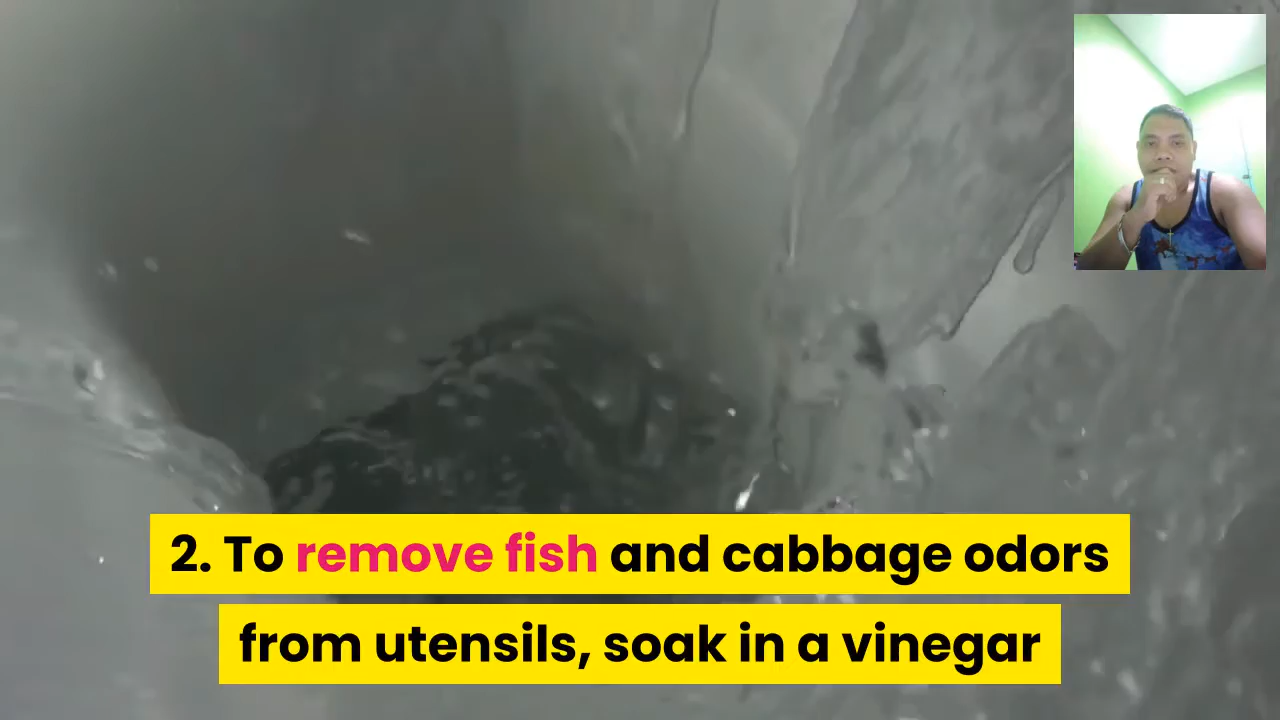 2. To remove fish and cabbage odors
from utensils, soak in a vinegar